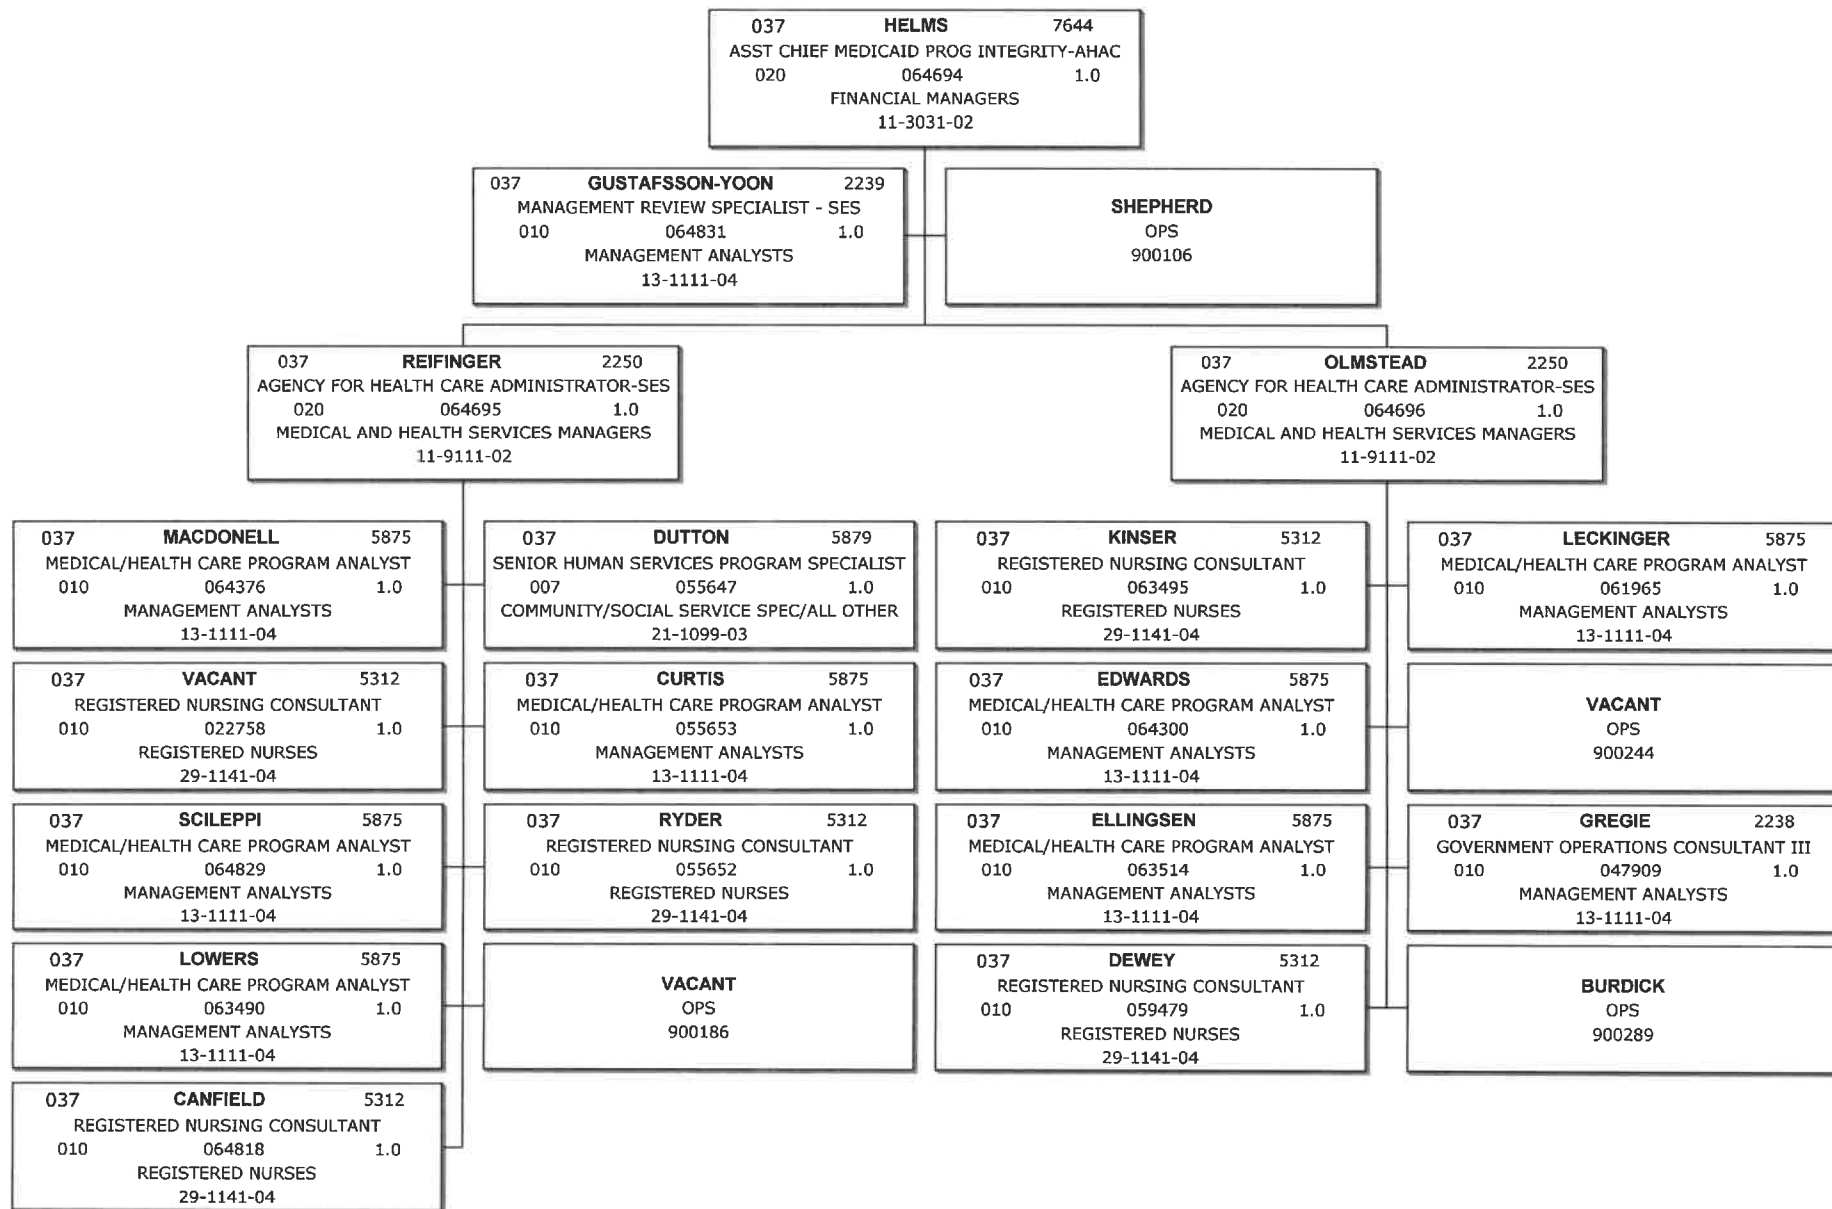 037 HELMS 7644
ASST CHIEF MEDICAID PROG INTEGRITY-AHAC
020 064694 1.0
FINANCIAL MANAGERS
11-3031-02
037 GUSTAFSSON-YOON 2239
MANAGEMENT REVIEW SPECIALIST - SES
010 064831 1.0
MANAGEMENT ANALYSTS
13-1111-04
SHEPHERD
OPS
900106
037 REIFINGER 2250
AGENCY FOR HEALTH CARE ADMINISTRATOR-SES
020 064695 1.0
MEDICAL AND HEALTH SERVICES MANAGERS
11-9111-02
037 OLMSTEAD 2250
AGENCY FOR HEALTH CARE ADMINISTRATOR-SES
020 064696 1.0
MEDICAL AND HEALTH SERVICES MANAGERS
11-9111-02
037 MACDONELL 5875
MEDICAL/HEALTH CARE PROGRAM ANALYST
010 064376 1.0
MANAGEMENT ANALYSTS
13-1111-04
037 DUTTON 5879
SENIOR HUMAN SERVICES PROGRAM SPECIALIST
007 055647 1.0
COMMUNITY/SOCIAL SERVICE SPEC/ALL OTHER
21-1099-03
037 KINSER 5312
REGISTERED NURSING CONSULTANT
010 063495 1.0
REGISTERED NURSES
29-1141-04
037 LECKINGER 5875
MEDICAL/HEALTH CARE PROGRAM ANALYST
010 061965 1.0
MANAGEMENT ANALYSTS
13-1111-04
037 VACANT 5312
REGISTERED NURSING CONSULTANT
010 022758 1.0
REGISTERED NURSES
29-1141-04
037 CURTIS 5875
MEDICAL/HEALTH CARE PROGRAM ANALYST
010 055653 1.0
MANAGEMENT ANALYSTS
13-1111-04
037 EDWARDS 5875
MEDICAL/HEALTH CARE PROGRAM ANALYST
010 064300 1.0
MANAGEMENT ANALYSTS
13-1111-04
VACANT
OPS
900244
037 SCILEPPI 5875
MEDICAL/HEALTH CARE PROGRAM ANALYST
010 064829 1.0
MANAGEMENT ANALYSTS
13-1111-04
037 RYDER 5312
REGISTERED NURSING CONSULTANT
010 055652 1.0
REGISTERED NURSES
29-1141-04
037 ELLINGSEN 5875
MEDICAL/HEALTH CARE PROGRAM ANALYST
010 063514 1.0
MANAGEMENT ANALYSTS
13-1111-04
037 GREGIE 2238
GOVERNMENT OPERATIONS CONSULTANT III
010 047909 1.0
MANAGEMENT ANALYSTS
13-1111-04
037 LOWERS 5875
MEDICAL/HEALTH CARE PROGRAM ANALYST
010 063490 1.0
MANAGEMENT ANALYSTS
13-1111-04
VACANT
OPS
900186
037 DEWEY 5312
REGISTERED NURSING CONSULTANT
010 059479 1.0
REGISTERED NURSES
29-1141-04
BURDICK
OPS
900289
037 CANFIELD 5312
REGISTERED NURSING CONSULTANT
010 064818 1.0
REGISTERED NURSES
29-1141-04